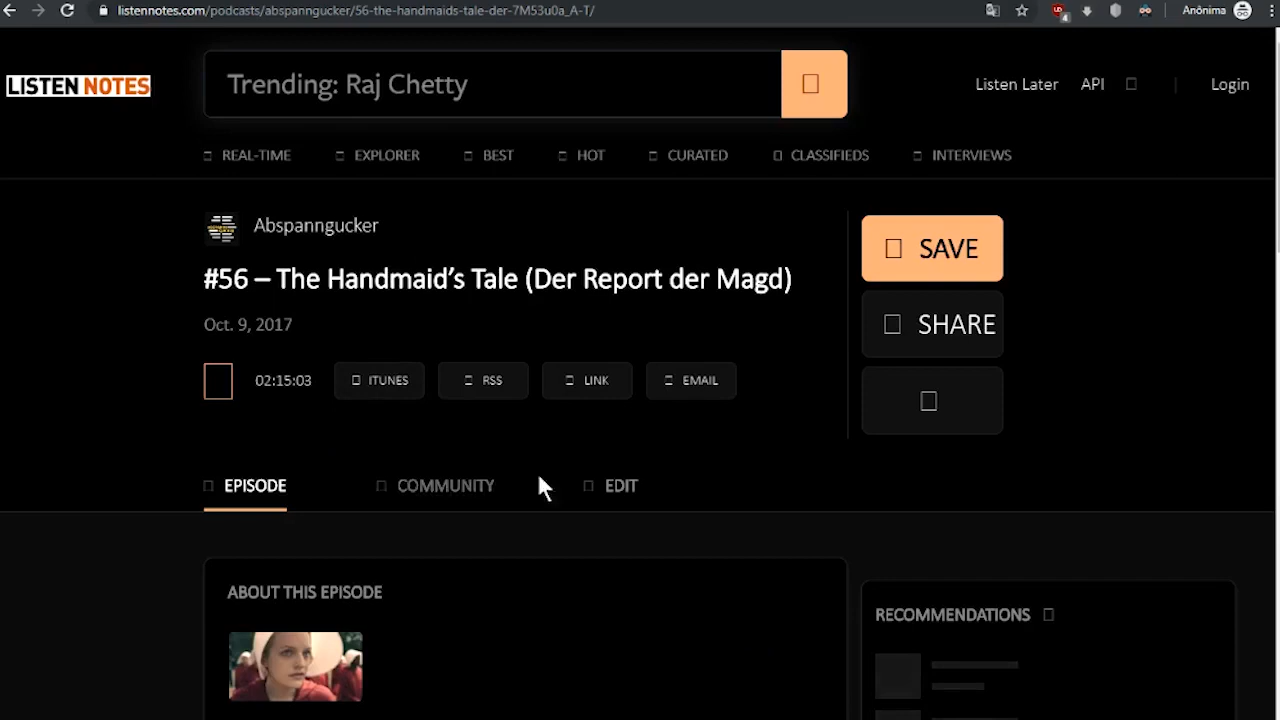 listennotes.com/podcasts/abspanngucker/56-the-handmaids-tale-der-7M53u0a_A-T/
4
Anônima
LISTEN NOTES
Trending: Raj Chetty
Listen Later API
Login
REAL-TIME EXPLORER BEST HOT CURATED CLASSIFIEDS INTERVIEWS
Abspanngucker
#56 – The Handmaid's Tale (Der Report der Magd)
Oct. 9, 2017
02:15:03 ITUNES RSS LINK EMAIL
SAVE
SHARE
EPISODE COMMUNITY EDIT
ABOUT THIS EPISODE
RECOMMENDATIONS